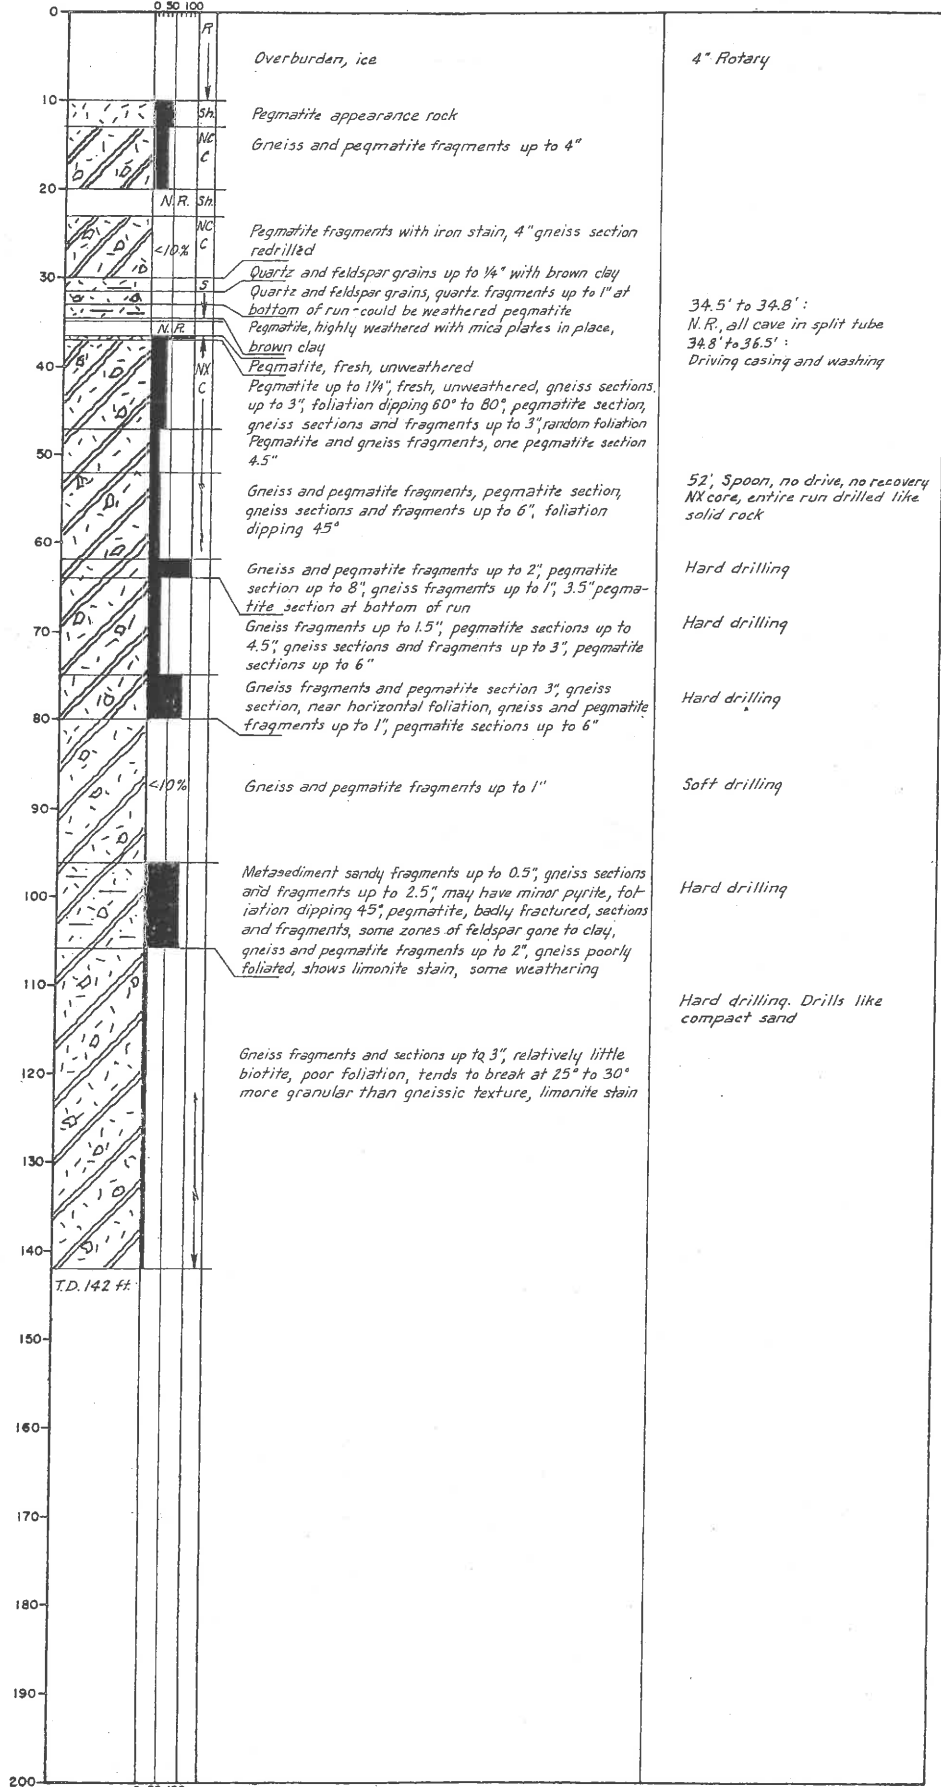 0 50 100
0
R
Overburden, ice
4" Rotary
10
Sh.
Pegmatite appearance rock
NC
C
Gneiss and pegmatite fragments up to 4"
20
N.R. Sh.
NC
C
<10%
Pegmatite fragments with iron stain, 4" gneiss section
redrilled
30
S
Quartz and feldspar grains up to ¼" with brown clay
Quartz and feldspar grains, quartz fragments up to 1" at
bottom of run-could be weathered pegmatite
N.R.
Pegmatite, highly weathered with mica plates in place,
brown clay
34.5' to 34.8':
N.R., all cave in split tube
34.8' to 36.5':
Driving casing and washing
40
NX
C
Pegmatite, fresh, unweathered
Pegmatite up to 1¼", fresh, unweathered, gneiss sections
up to 3", foliation dipping 60° to 80°, pegmatite section,
gneiss sections and fragments up to 3", random foliation
Pegmatite and gneiss fragments, one pegmatite section
4.5"
50
Gneiss and pegmatite fragments, pegmatite section,
gneiss sections and fragments up to 6", foliation
dipping 45°
52', Spoon, no drive, no recovery
NX core, entire run drilled like
solid rock
60
Gneiss and pegmatite fragments up to 2", pegmatite
section up to 8", gneiss fragments up to 1", 3.5" pegma-
tite section at bottom of run
Hard drilling
70
Gneiss fragments up to 1.5", pegmatite sections up to
4.5", gneiss sections and fragments up to 3", pegmatite
sections up to 6"
Hard drilling
Gneiss fragments and pegmatite section 3", gneiss
section, near horizontal foliation, gneiss and pegmatite
fragments up to 1", pegmatite sections up to 6"
Hard drilling
80
<10%
Gneiss and pegmatite fragments up to 1"
Soft drilling
90
Metasediment sandy fragments up to 0.5", gneiss sections
and fragments up to 2.5", may have minor pyrite, fol-
iation dipping 45°, pegmatite, badly fractured, sections
and fragments, some zones of feldspar gone to clay,
gneiss and pegmatite fragments up to 2", gneiss poorly
foliated, shows limonite stain, some weathering
Hard drilling
100
110
Hard drilling. Drills like
compact sand
Gneiss fragments and sections up to 3", relatively little
biotite, poor foliation, tends to break at 25° to 30°
more granular than gneissic texture, limonite stain
120
130
140
T.D. 142 ft.
150
160
170
180
190
200